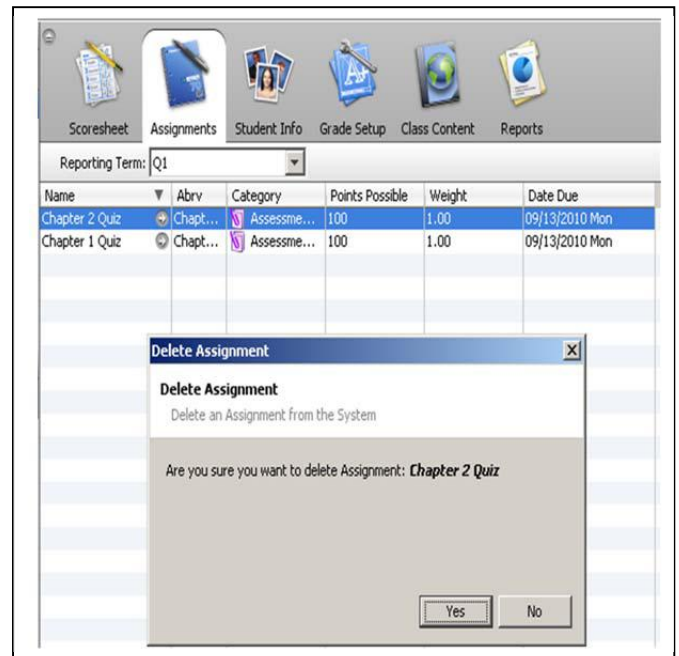 Scoresheet Assignments Student Info Grade Setup Class Content Reports
Reporting Term: Q1
Name Abrv Category Points Possible Weight Date Due
Chapter 2 Quiz Chapt... Assessme... 100 1.00 09/13/2010 Mon
Chapter 1 Quiz Chapt... Assessme... 100 1.00 09/13/2010 Mon
Delete Assignment
Delete Assignment
Delete an Assignment from the System
Are you sure you want to delete Assignment: Chapter 2 Quiz
Yes No